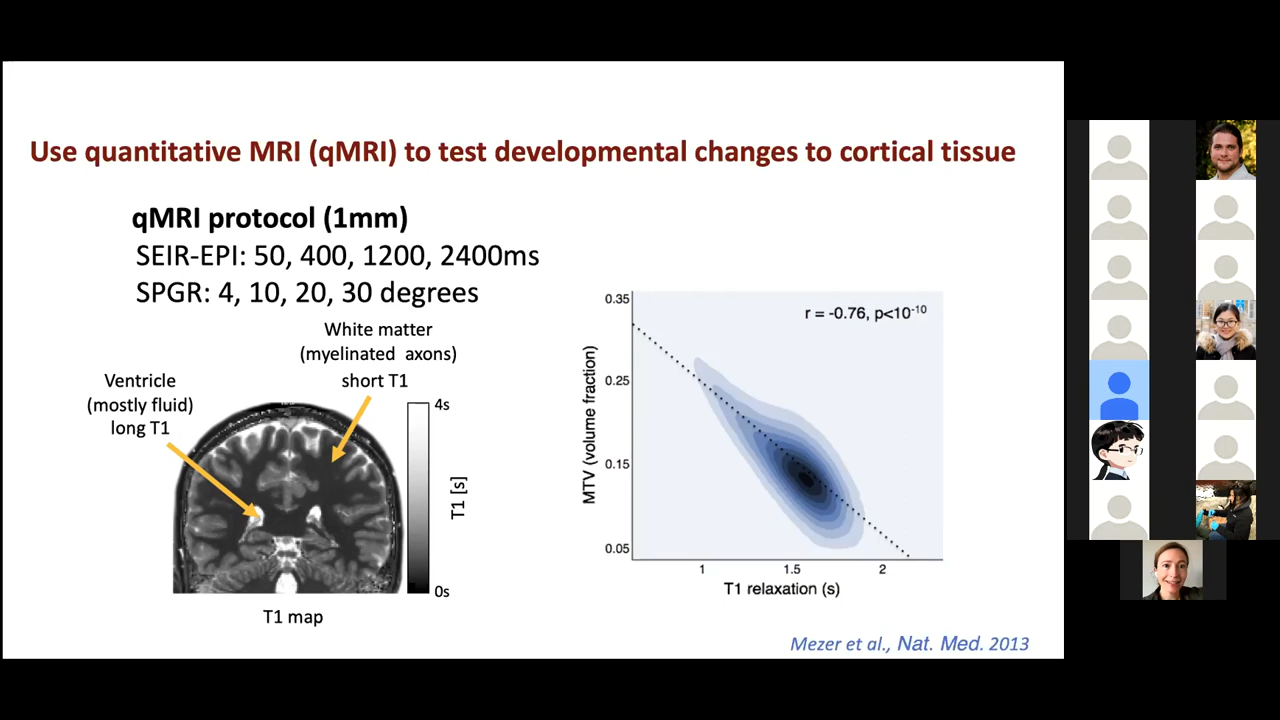 Use quantitative MRI (qMRI) to test developmental changes to cortical tissue
qMRI protocol (1mm)
SEIR-EPI: 50, 400, 1200, 2400ms
SPGR: 4, 10, 20, 30 degrees
White matter
(myelinated axons)
short T1
Ventricle
(mostly fluid)
long T1
4s
T1 [s]
0s
T1 map
r = -0.76, p<10-10
0.35
0.25
0.15
0.05
MTV (volume fraction)
1
1.5
2
T1 relaxation (s)
Mezer et al., Nat. Med. 2013